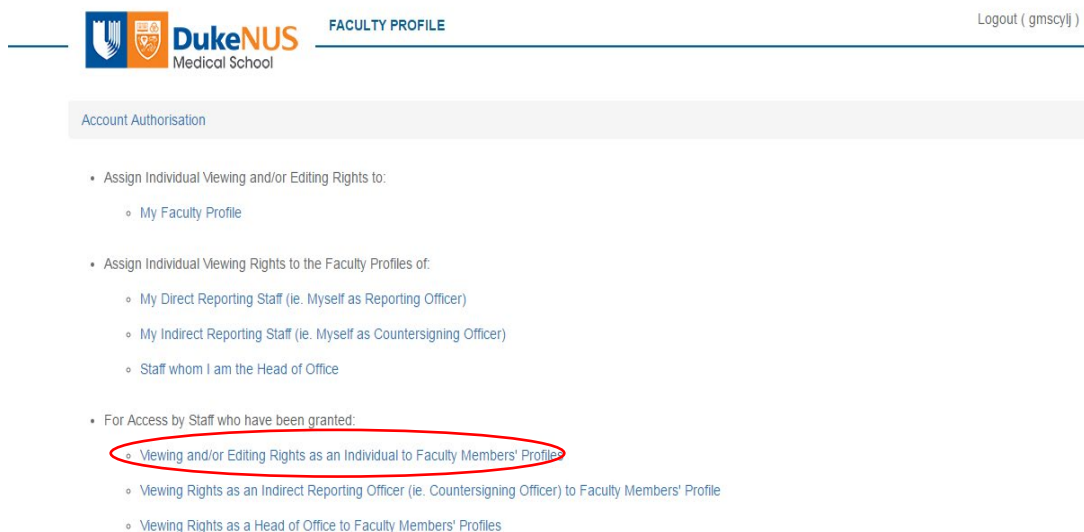 DukeNUS
Medical School
FACULTY PROFILE
Logout ( gmscylj )
Account Authorisation
• Assign Individual Viewing and/or Editing Rights to:
My Faculty Profile
• Assign Individual Viewing Rights to the Faculty Profiles of:
My Direct Reporting Staff (ie. Myself as Reporting Officer)
My Indirect Reporting Staff (ie. Myself as Countersigning Officer)
Staff whom I am the Head of Office
• For Access by Staff who have been granted:
Viewing and/or Editing Rights as an Individual to Faculty Members' Profiles
Viewing Rights as an Indirect Reporting Officer (ie. Countersigning Officer) to Faculty Members' Profile
Viewing Rights as a Head of Office to Faculty Members' Profiles